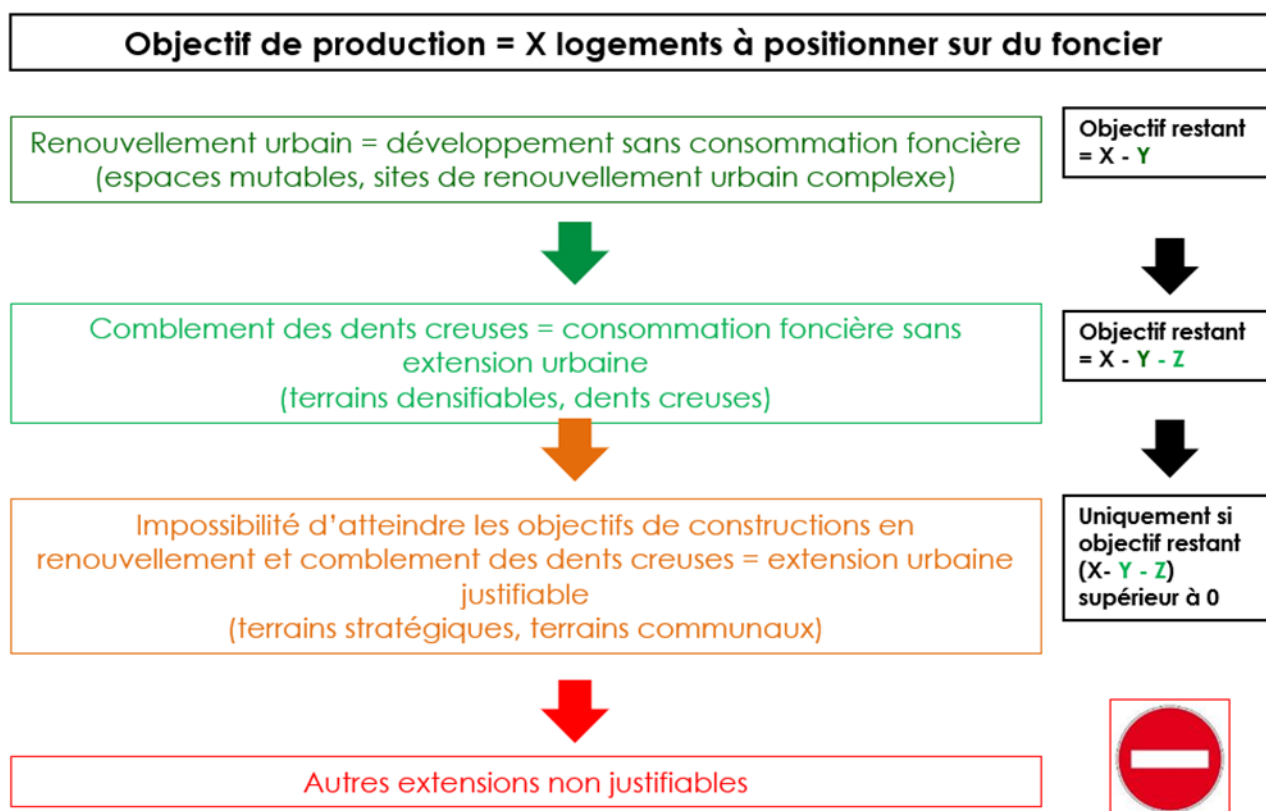 Objectif de production = X logements à positionner sur du foncier
Renouvellement urbain = développement sans consommation foncière
(espaces mutables, sites de renouvellement urbain complexe)
Objectif restant
= X - Y
Comblement des dents creuses = consommation foncière sans
extension urbaine
(terrains densifiables, dents creuses)
Objectif restant
= X - Y - Z
Impossibilité d'atteindre les objectifs de constructions en
renouvellement et comblement des dents creuses = extension urbaine
justifiable
(terrains stratégiques, terrains communaux)
Uniquement si
objectif restant
(X- Y - Z)
supérieur à 0
Autres extensions non justifiables